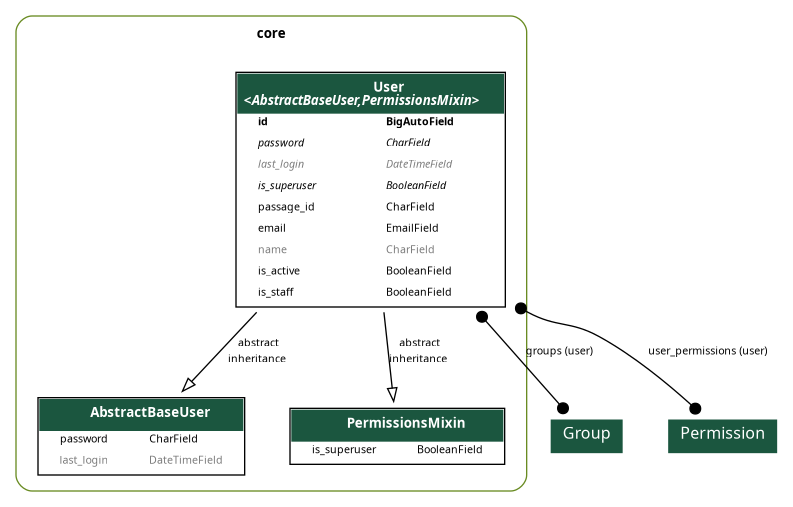 core
User
<AbstractBaseUser,PermissionsMixin>
id BigAutoField
password CharField
last_login DateTimeField
is_superuser BooleanField
passage_id CharField
email EmailField
name CharField
is_active BooleanField
is_staff BooleanField
abstract
inheritance
abstract
inheritance
groups (user)
user_permissions (user)
AbstractBaseUser
password CharField
last_login DateTimeField
PermissionsMixin
is_superuser BooleanField
Group
Permission